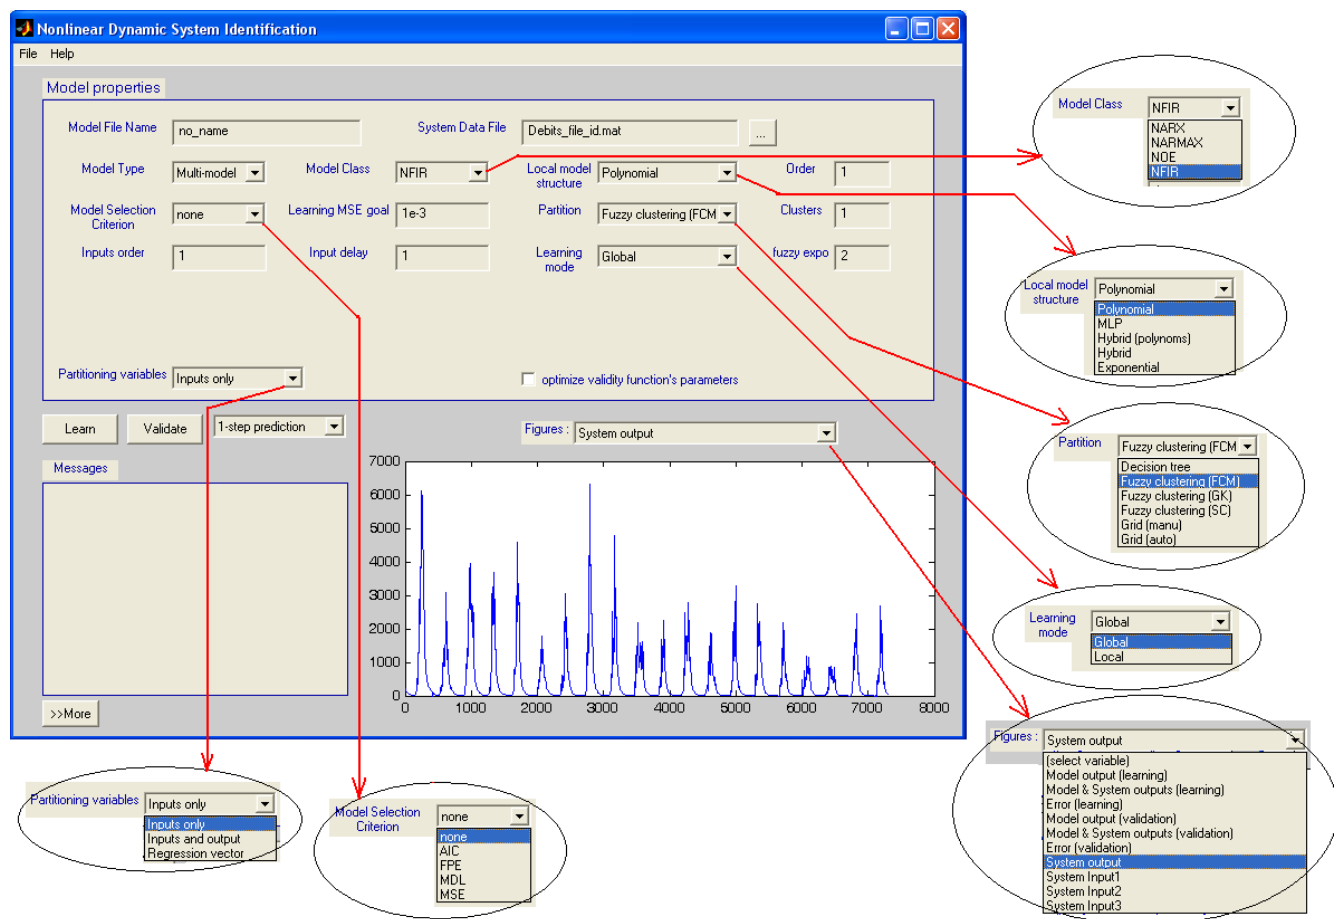 Nonlinear Dynamic System Identification
File Help
Model properties
Model File Name no_name System Data File Debits_file_id.mat ...
Model Type Multi-model Model Class NFIR Local model structure Polynomial Order 1
Model Selection Criterion none Learning MSE goal 1e-3 Partition Fuzzy clustering (FCM Clusters 1
Inputs order 1 Input delay 1 Learning mode Global fuzzy expo 2
Partitioning variables Inputs only optimize validity function's parameters
Learn Validate 1-step prediction Figures : System output
Messages
7000
6000
5000
4000
3000
2000
1000
0
0 1000 2000 3000 4000 5000 6000 7000 8000
>>More
Model Class NFIR
NARX
NARMAX
NOE
NFIR
Local model structure Polynomial
Polynomial
MLP
Hybrid (polynoms)
Hybrid
Exponential
Partition Fuzzy clustering (FCM
Decision tree
Fuzzy clustering (FCM)
Fuzzy clustering (GK)
Fuzzy clustering (SC)
Grid (manu)
Grid (auto)
Learning mode Global
Global
Local
Figures : System output
(select variable)
Model output (learning)
Model & System outputs (learning)
Error (learning)
Model output (validation)
Model & System outputs (validation)
Error (validation)
System output
System Input1
System Input2
System Input3
Partitioning variables Inputs only
Inputs only
Inputs and output
Regression vector
Model Selection Criterion none
none
AIC
FPE
MDL
MSE